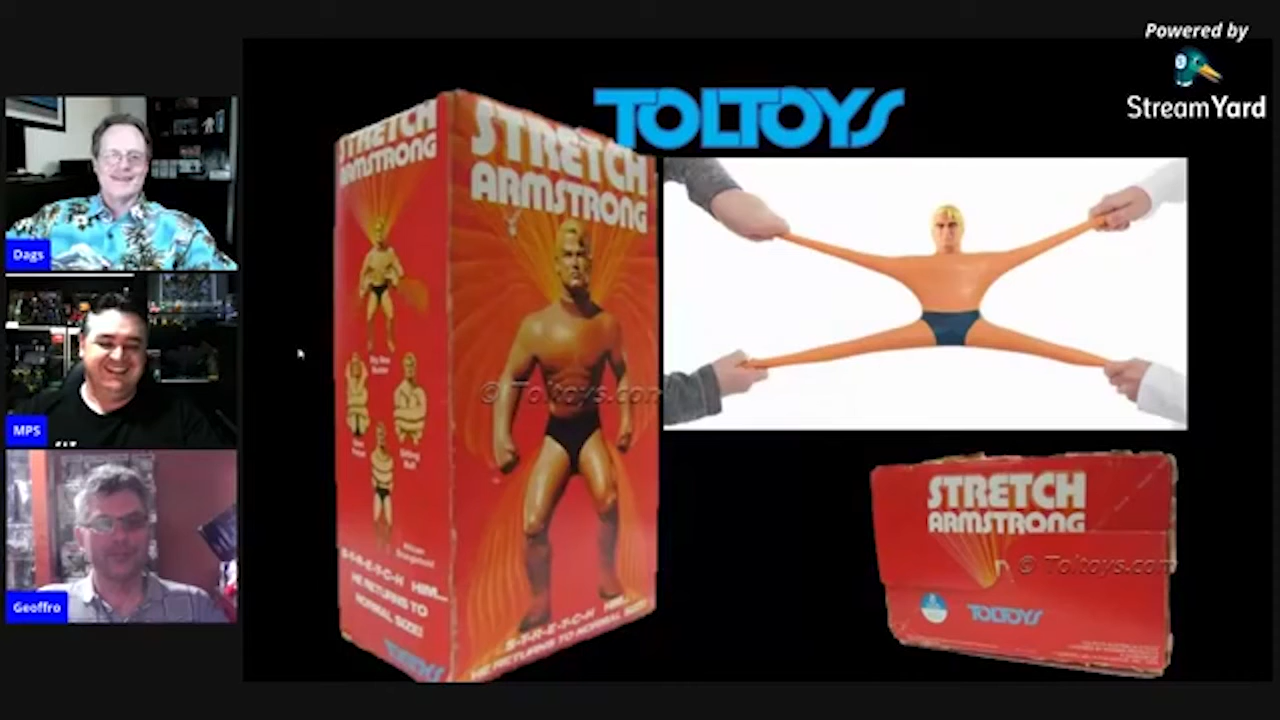 Powered by
StreamYard
Dags
MPS
Geoffro
TOLTOYS
STRETCH
ARMSTRONG
S-T-R-E-T-C-H HIM...
HE RETURNS TO
NORMAL SIZE!
TOLTOYS
STRETCH
ARMSTRONG
© Toltoys.com
S-T-R-E-T-C-H HIM...
HE RETURNS TO NORMAL SIZE!
STRETCH
ARMSTRONG
© Toltoys.com
TOLTOYS